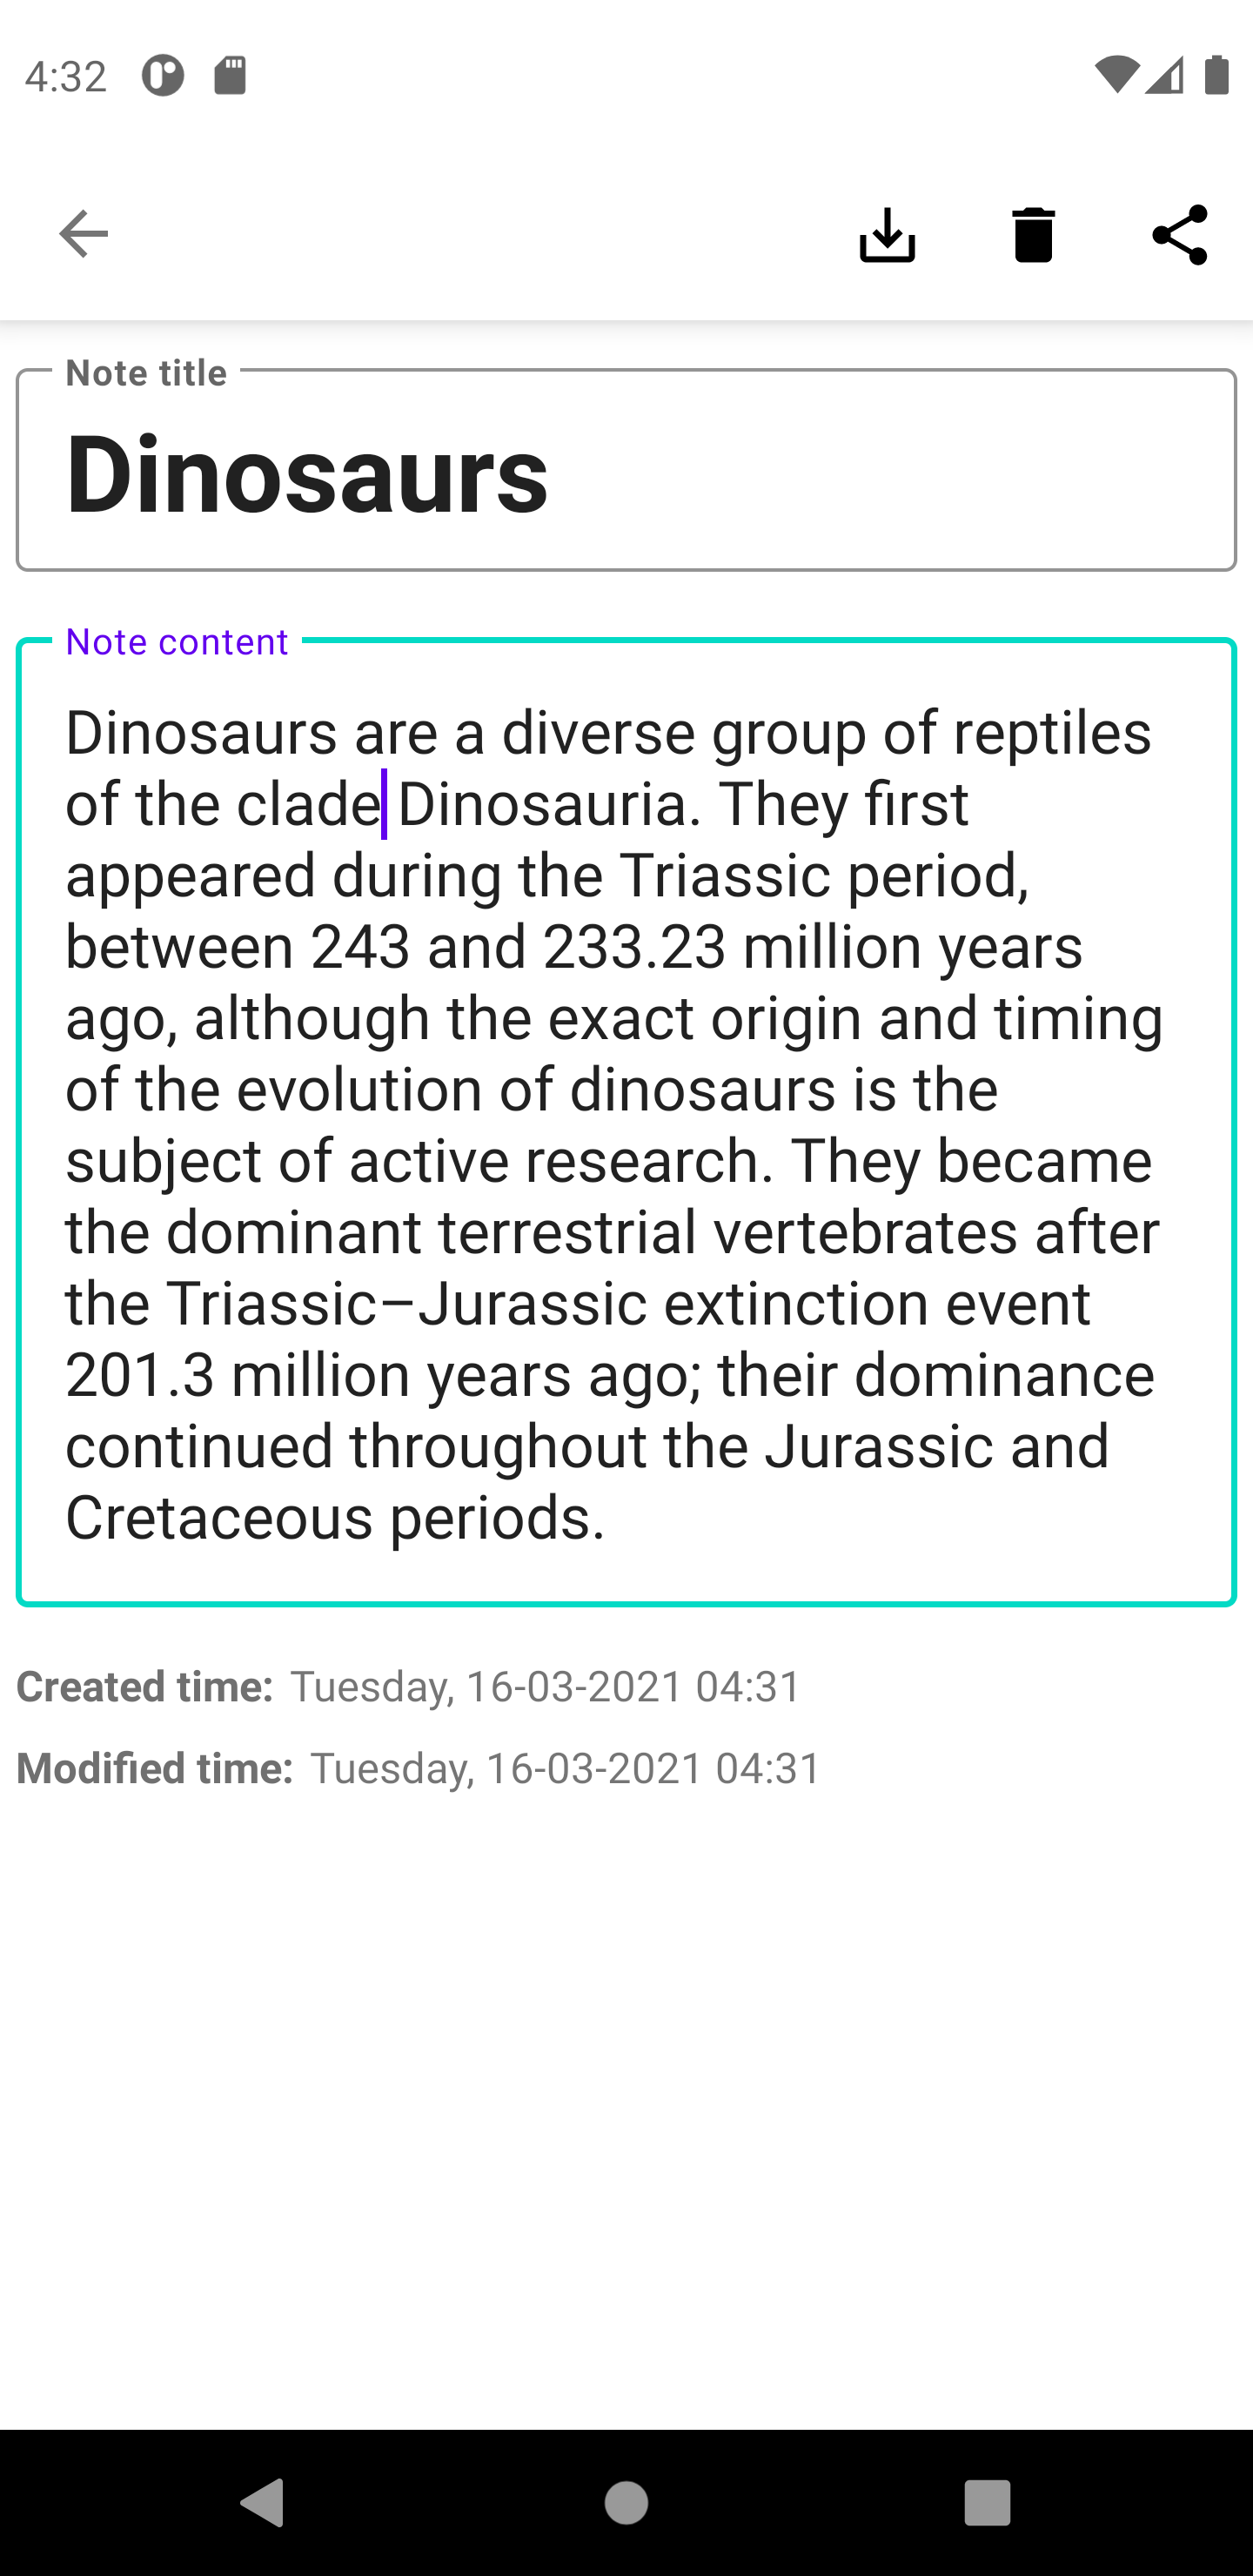 4:32
Note title
Dinosaurs
Note content
Dinosaurs are a diverse group of reptiles
of the clade Dinosauria. They first
appeared during the Triassic period,
between 243 and 233.23 million years
ago, although the exact origin and timing
of the evolution of dinosaurs is the
subject of active research. They became
the dominant terrestrial vertebrates after
the Triassic–Jurassic extinction event
201.3 million years ago; their dominance
continued throughout the Jurassic and
Cretaceous periods.
Created time: Tuesday, 16-03-2021 04:31
Modified time: Tuesday, 16-03-2021 04:31